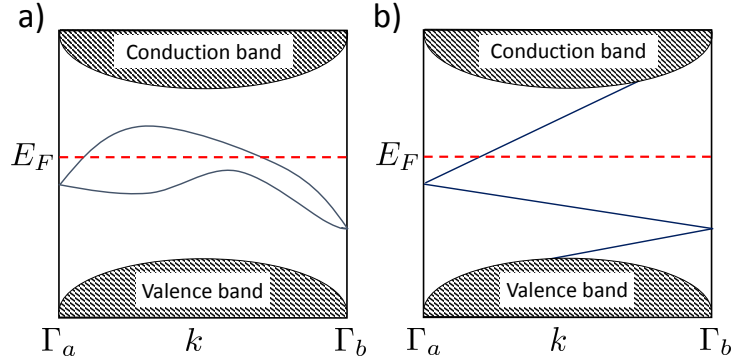 a)
Conduction band
E_F
Valence band
Γ_a k Γ_b
b)
Conduction band
E_F
Valence band
Γ_a k Γ_b